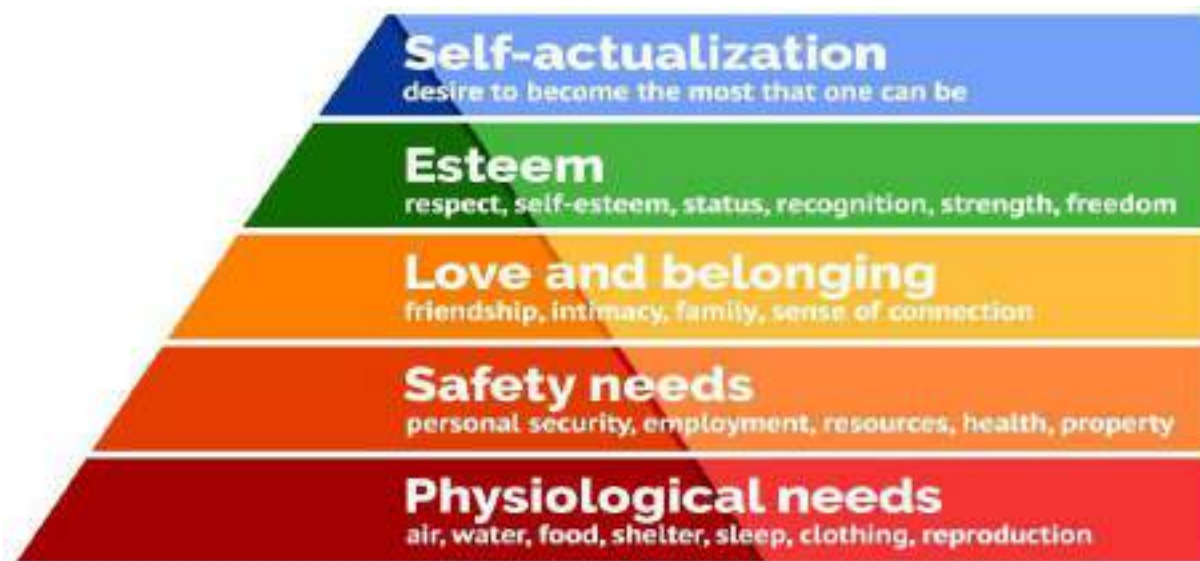 Self-actualization
desire to become the most that one can be
Esteem
respect, self-esteem, status, recognition, strength, freedom
Love and belonging
friendship, intimacy, family, sense of connection
Safety needs
personal security, employment, resources, health, property
Physiological needs
air, water, food, shelter, sleep, clothing, reproduction